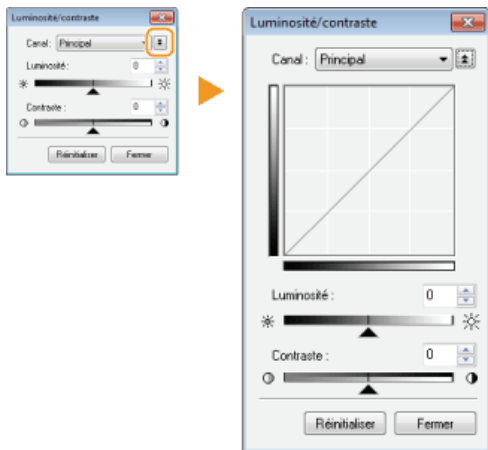 Luminosité/contraste
Canal : Principal
Luminosité : 0
Contraste : 0
Réinitialiser Fermer
Luminosité/contraste
Canal : Principal
Luminosité : 0
Contraste : 0
Réinitialiser Fermer